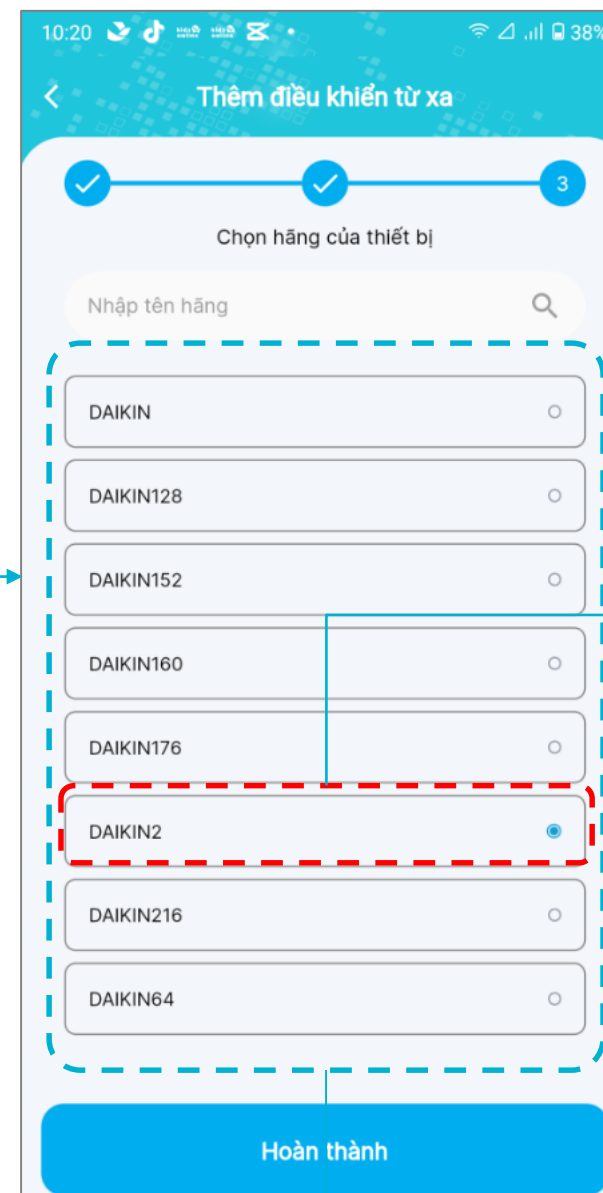 10:20 38%
Thêm điều khiển từ xa
3
Chọn hãng của thiết bị
Nhập tên hãng
DAIKIN
DAIKIN128
DAIKIN152
DAIKIN160
DAIKIN176
DAIKIN2
DAIKIN216
DAIKIN64
Hoàn thành